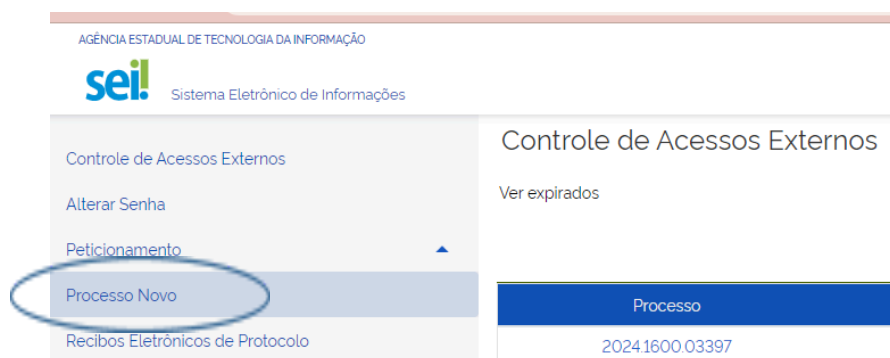 AGÊNCIA ESTADUAL DE TECNOLOGIA DA INFORMAÇÃO
sei!
Sistema Eletrônico de Informações
Controle de Acessos Externos
Alterar Senha
Peticionamento
Processo Novo
Recibos Eletrônicos de Protocolo
Controle de Acessos Externos
Ver expirados
Processo
2024.1600.03397